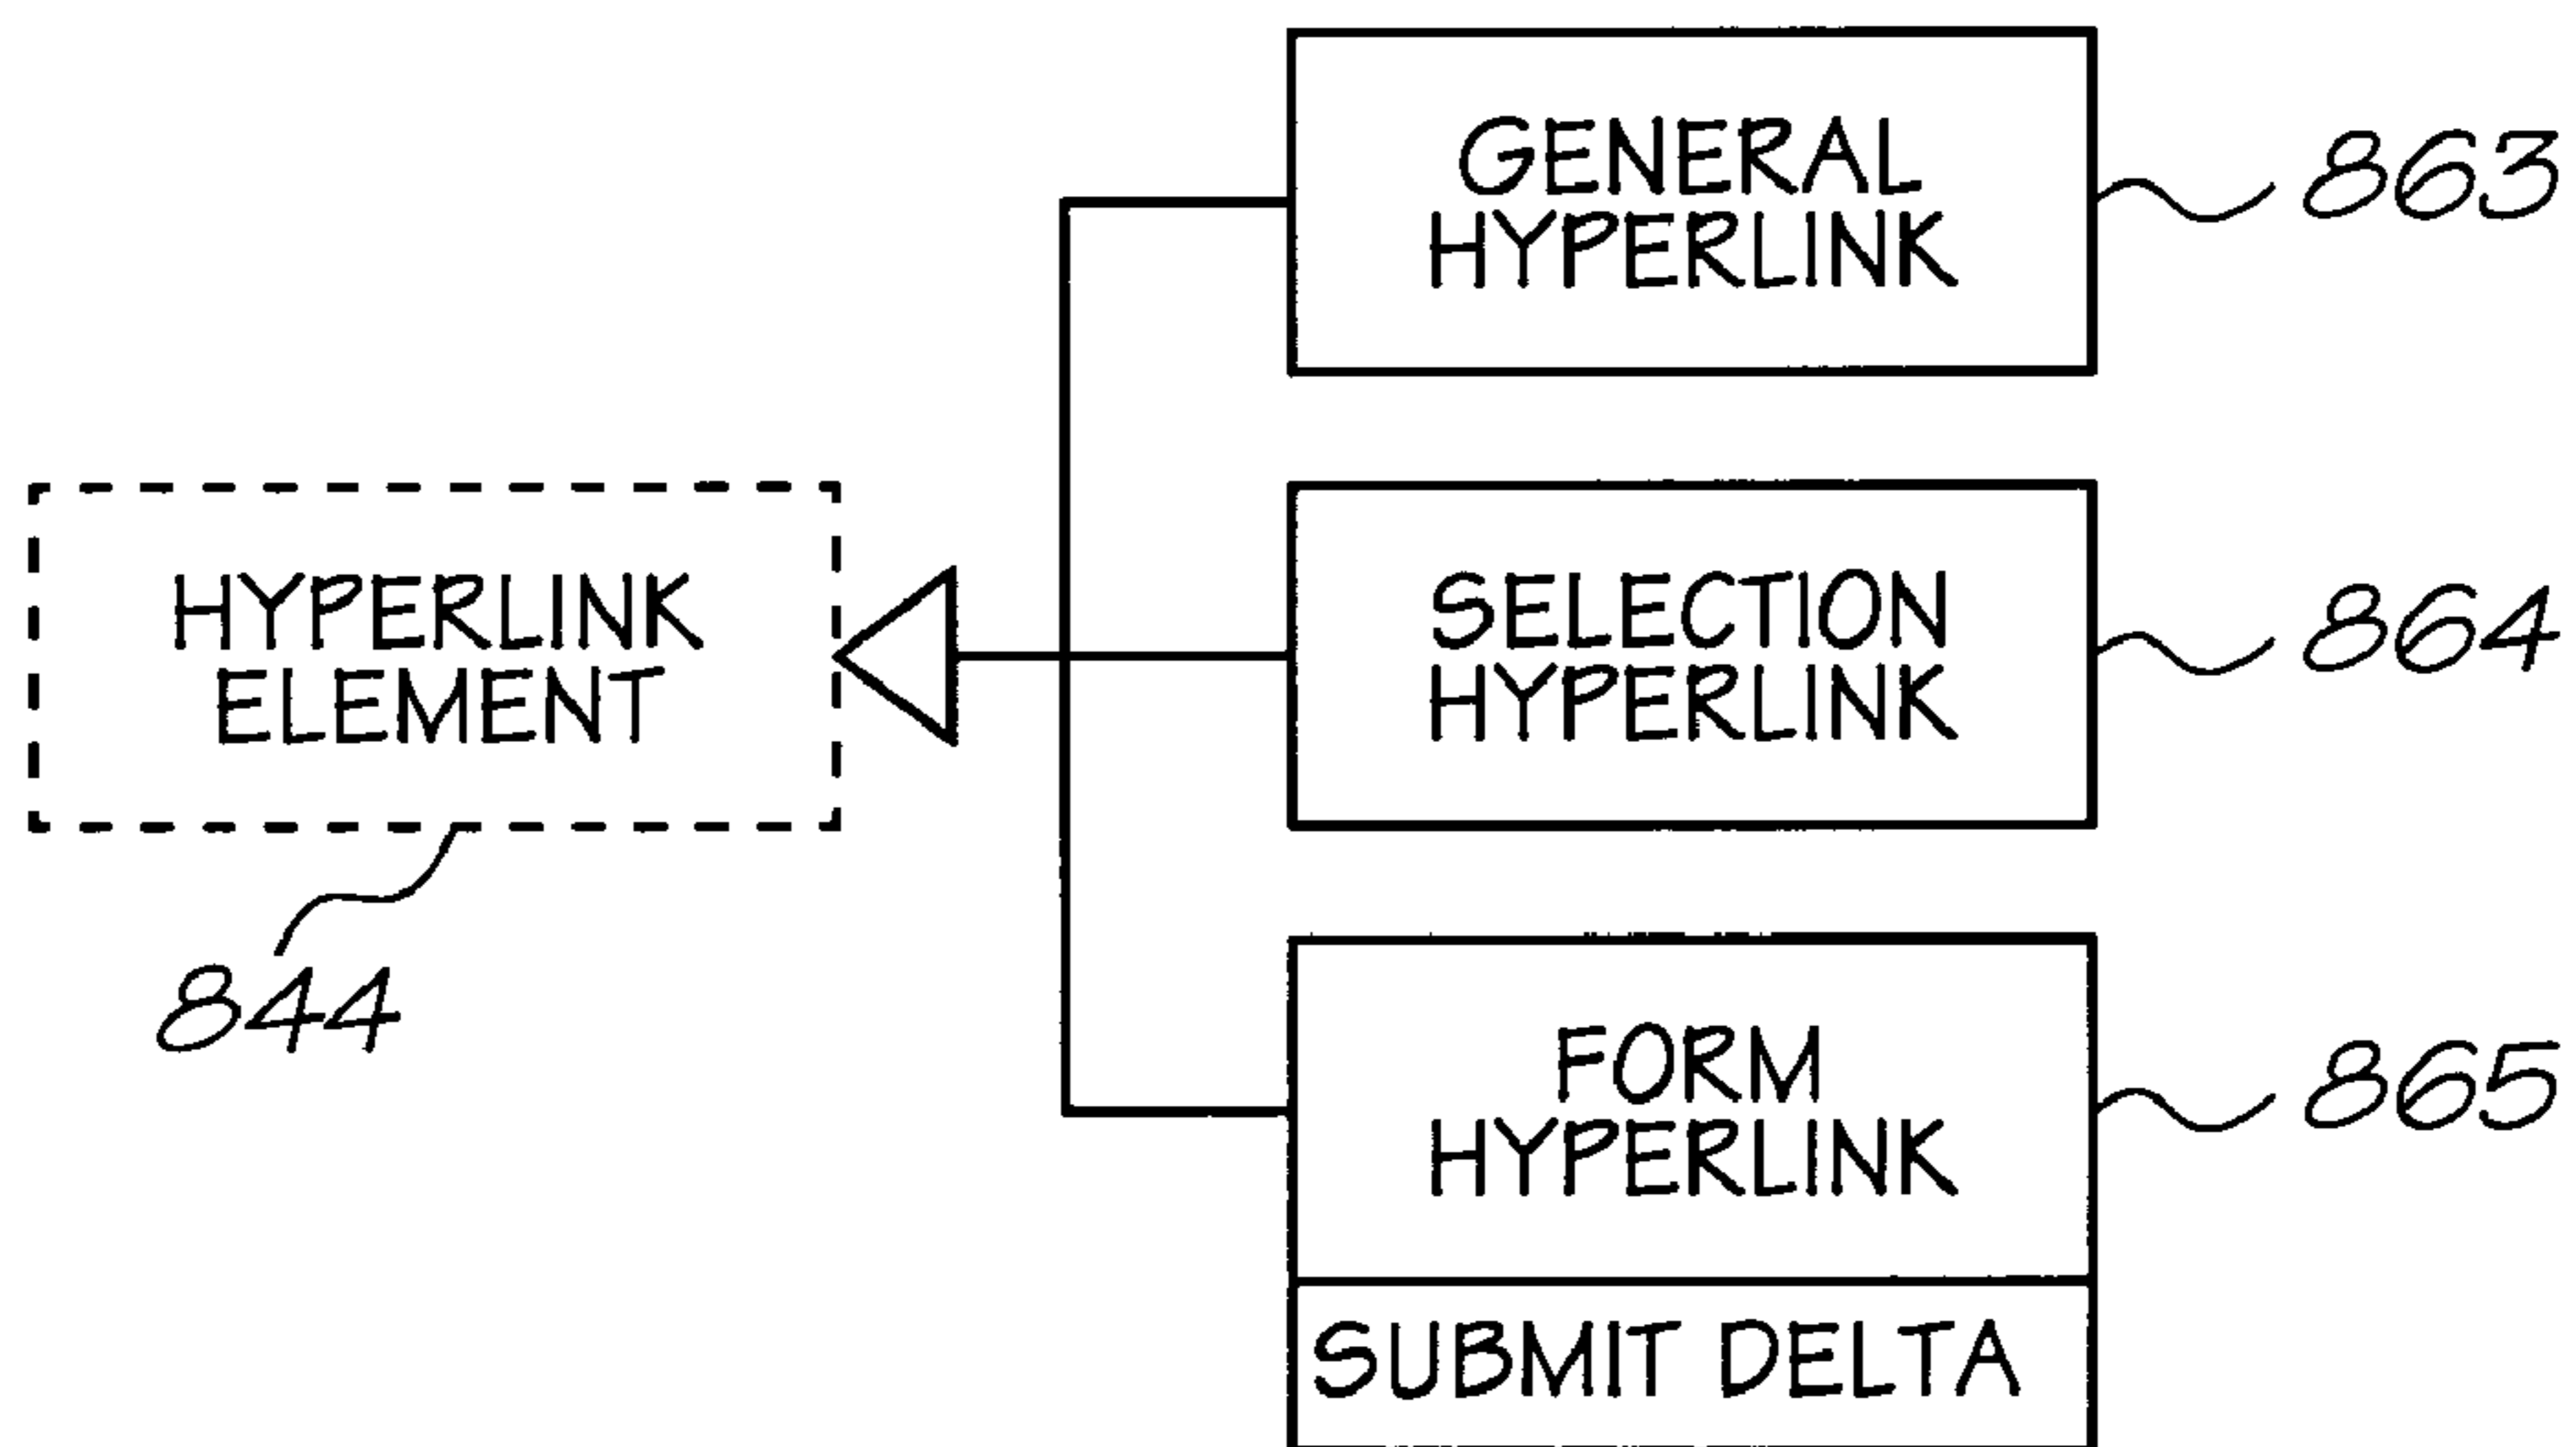 GENERAL
HYPERLINK
863
HYPERLINK
ELEMENT
844
SELECTION
HYPERLINK
864
FORM
HYPERLINK
865
SUBMIT DELTA